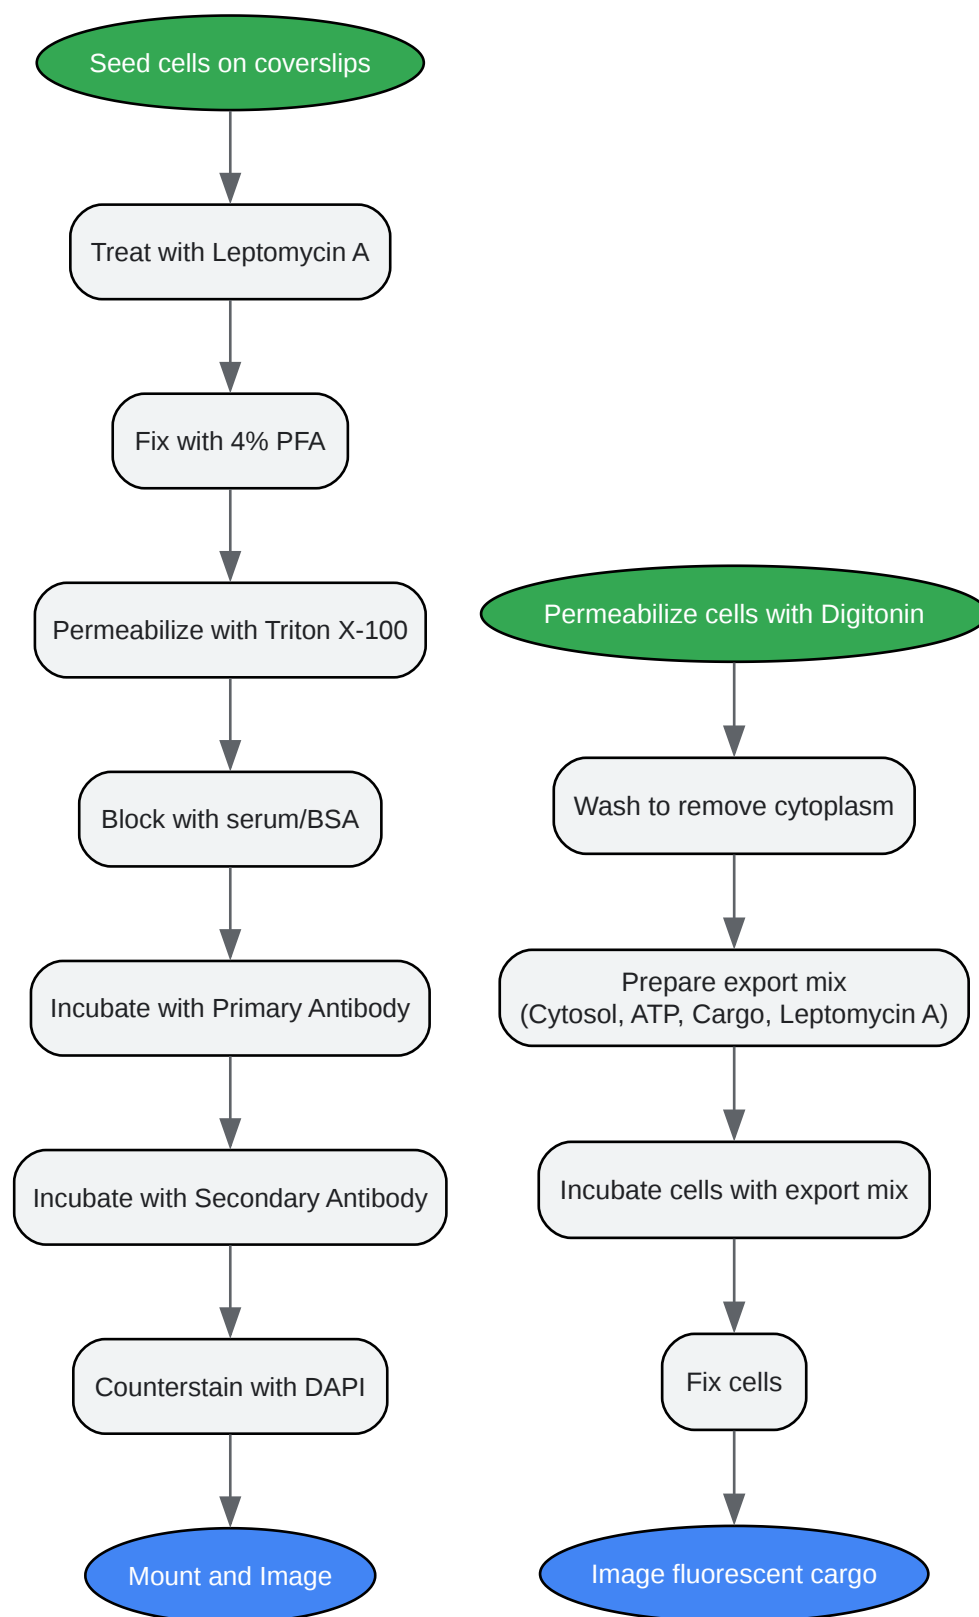 Seed cells on coverslips
Treat with Leptomycin A
Fix with 4% PFA
Permeabilize with Triton X-100
Block with serum/BSA
Incubate with Primary Antibody
Incubate with Secondary Antibody
Counterstain with DAPI
Mount and Image
Permeabilize cells with Digitonin
Wash to remove cytoplasm
Prepare export mix
(Cytosol, ATP, Cargo, Leptomycin A)
Incubate cells with export mix
Fix cells
Image fluorescent cargo